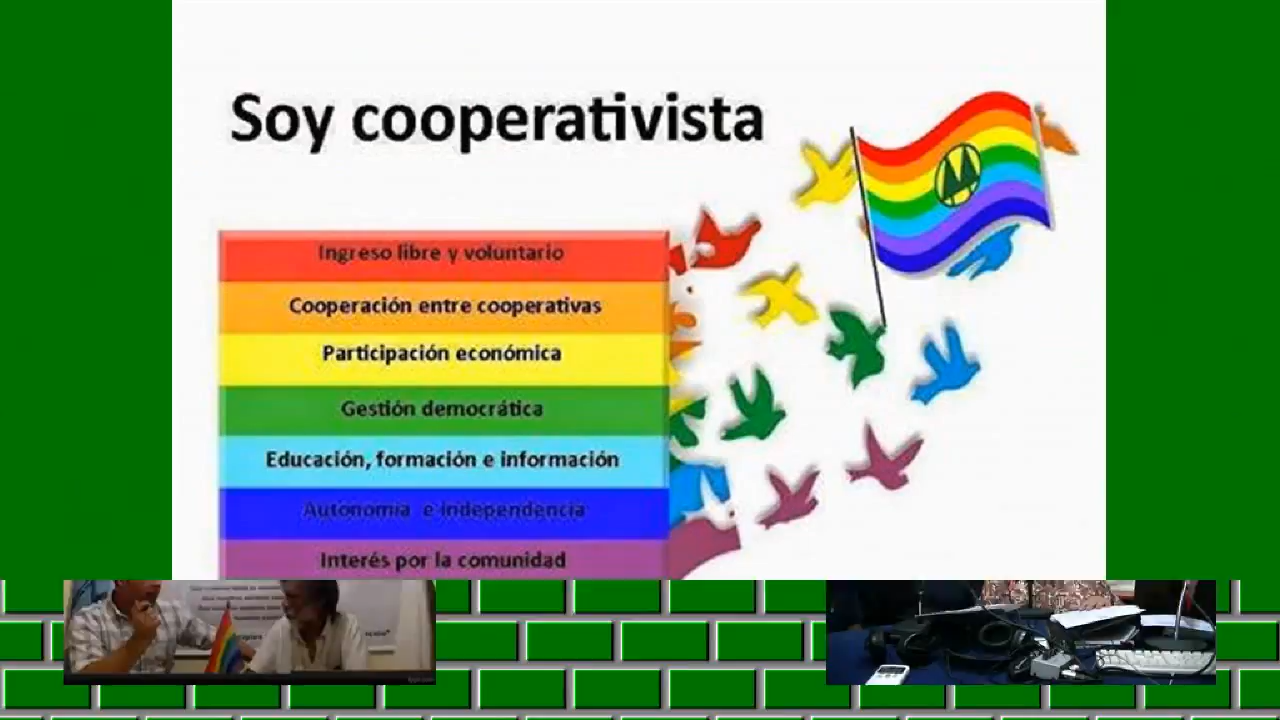 Soy cooperativista
Ingreso libre y voluntario
Cooperación entre cooperativas
Participación económica
Gestión democrática
Educación, formación e información
Autonomía e Independencia
Interés por la comunidad